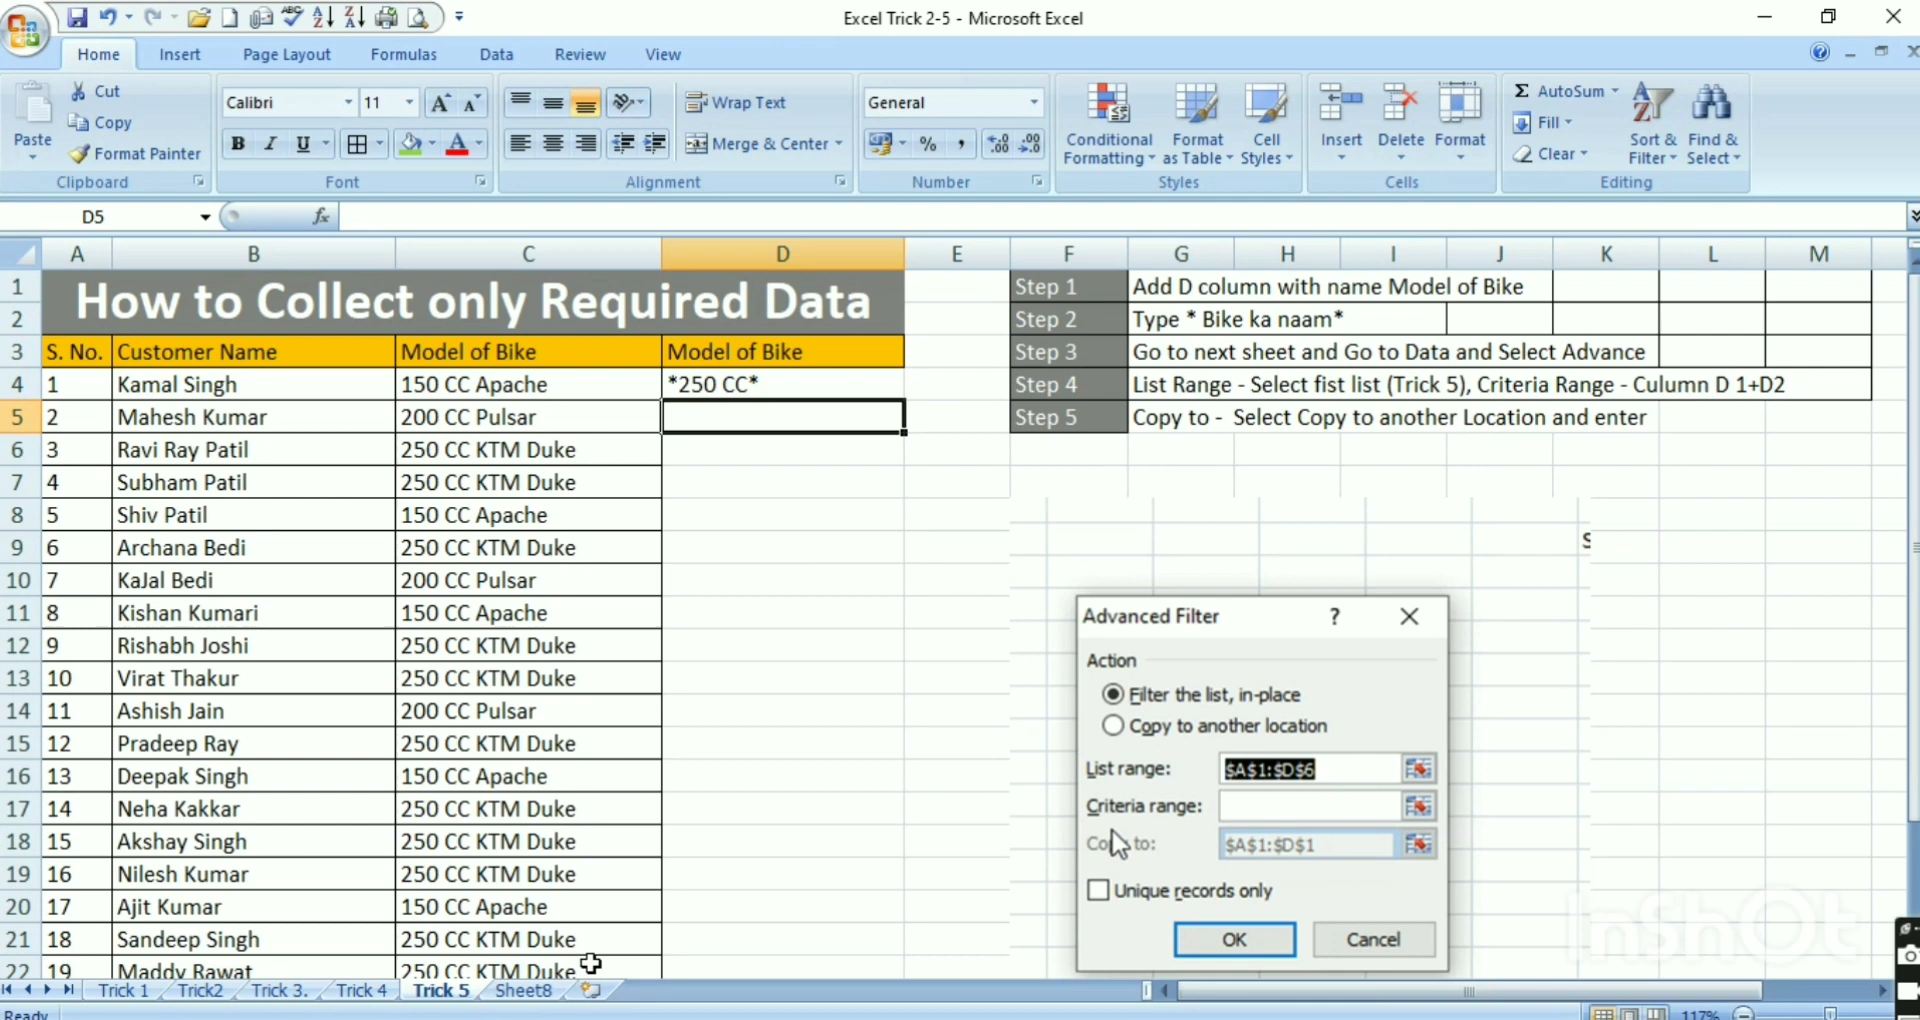 Excel Trick 2-5 - Microsoft Excel
Home Insert Page Layout Formulas Data Review View
Paste Cut Copy Format Painter Clipboard
Calibri 11 B I U Font
Wrap Text Merge & Center Alignment
General % , Number
Conditional Formatting Format as Table Cell Styles Styles
Insert Delete Format Cells
Σ AutoSum Fill Clear Sort & Filter Find & Select Editing
D5 fx
A B C D E F G H I J K L M
1 2 How to Collect only Required Data
3 S. No. Customer Name Model of Bike Model of Bike
4 1 Kamal Singh 150 CC Apache *250 CC*
5 2 Mahesh Kumar 200 CC Pulsar
6 3 Ravi Ray Patil 250 CC KTM Duke
7 4 Subham Patil 250 CC KTM Duke
8 5 Shiv Patil 150 CC Apache
9 6 Archana Bedi 250 CC KTM Duke
10 7 KaJal Bedi 200 CC Pulsar
11 8 Kishan Kumari 150 CC Apache
12 9 Rishabh Joshi 250 CC KTM Duke
13 10 Virat Thakur 250 CC KTM Duke
14 11 Ashish Jain 200 CC Pulsar
15 12 Pradeep Ray 250 CC KTM Duke
16 13 Deepak Singh 150 CC Apache
17 14 Neha Kakkar 250 CC KTM Duke
18 15 Akshay Singh 250 CC KTM Duke
19 16 Nilesh Kumar 250 CC KTM Duke
20 17 Ajit Kumar 150 CC Apache
21 18 Sandeep Singh 250 CC KTM Duke
22 19 Maddy Rawat 250 CC KTM Duke
Step 1 Add D column with name Model of Bike
Step 2 Type * Bike ka naam*
Step 3 Go to next sheet and Go to Data and Select Advance
Step 4 List Range - Select fist list (Trick 5), Criteria Range - Culumn D 1+D2
Step 5 Copy to - Select Copy to another Location and enter
Advanced Filter ?
Action
Filter the list, in-place
Copy to another location
List range: $A$1:$D$6
Criteria range:
to: $A$1:$D$1
Unique records only
OK Cancel
InShOt
Trick 1 Trick2 Trick 3. Trick 4 Trick 5 Sheet8
Ready 117%